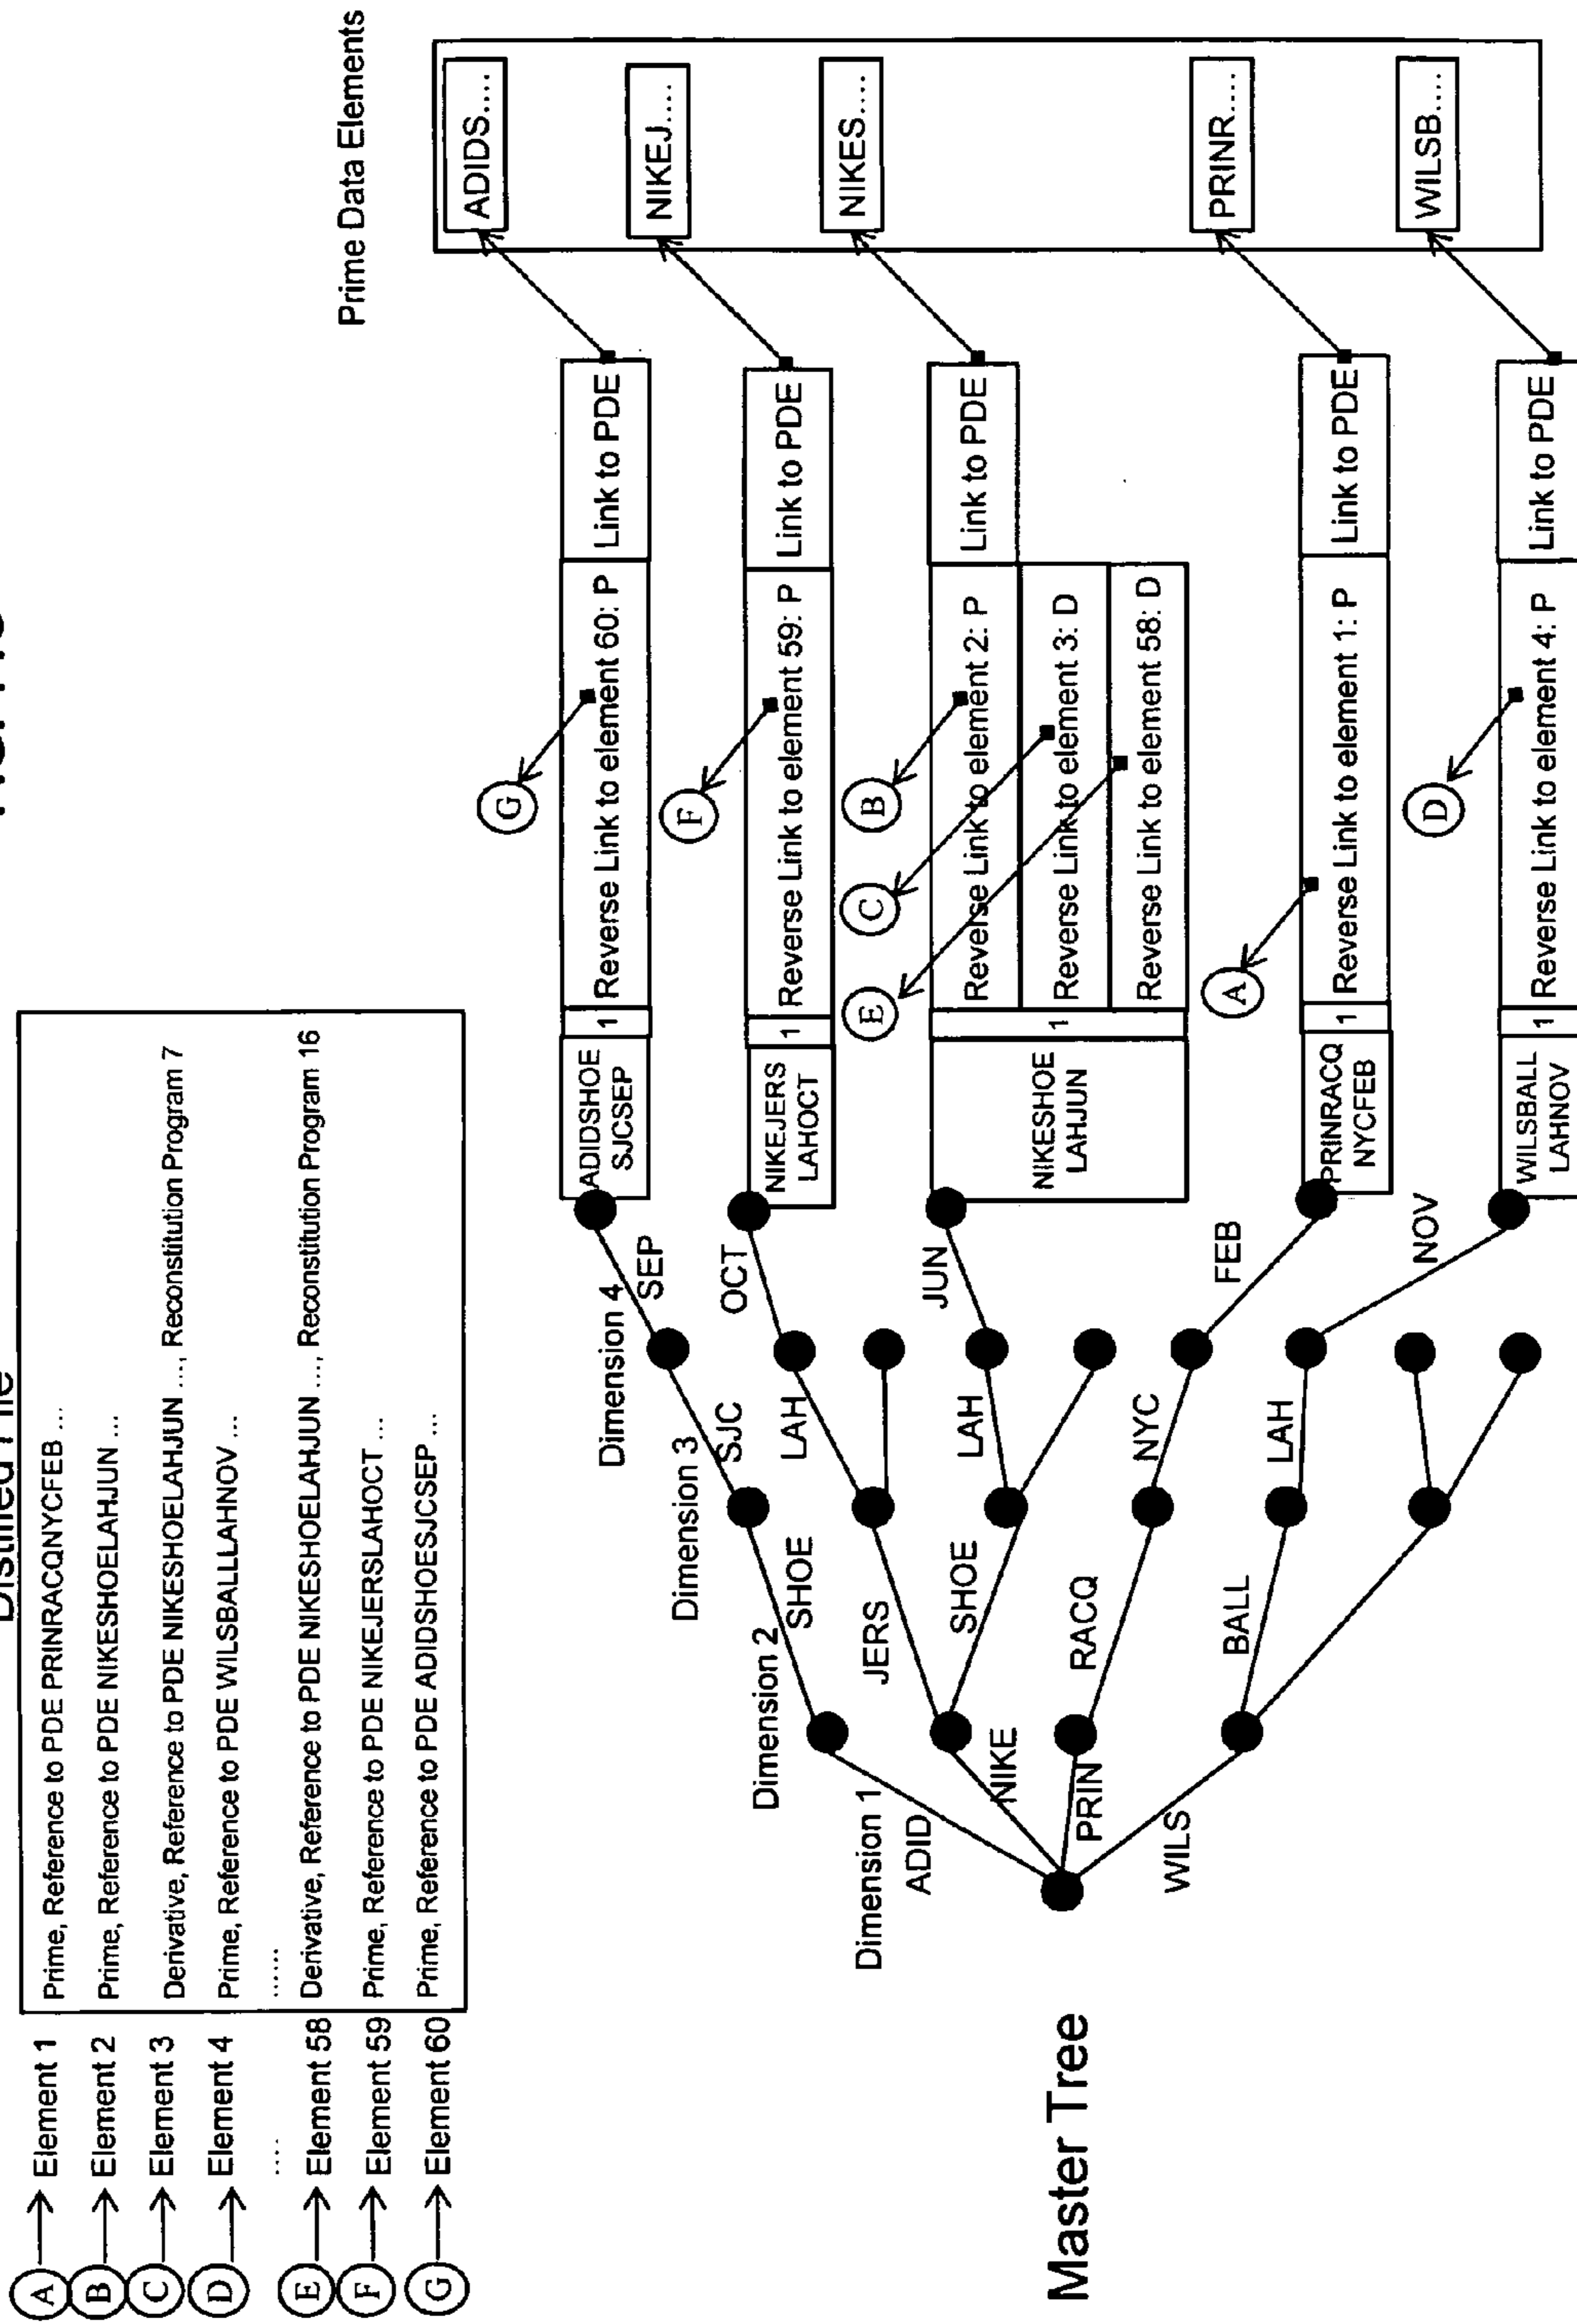 Distilled File
A Element 1 Prime, Reference to PDE PRINRACQNYCFEB ...
B Element 2 Prime, Reference to PDE NIKESHOELAHJUN ...
C Element 3 Derivative, Reference to PDE NIKESHOELAHJUN ..., Reconstitution Program 7
D Element 4 Prime, Reference to PDE WILSBALLLAHNOV ...
.... ......
E Element 58 Derivative, Reference to PDE NIKESHOELAHJUN ..., Reconstitution Program 16
F Element 59 Prime, Reference to PDE NIKEJERSLAHOCT ...
G Element 60 Prime, Reference to PDE ADIDSHOESJCSEP ...
Prime Data Elements
Master Tree
Dimension 1
Dimension 2
Dimension 3
Dimension 4
ADID
SHOE
SJC
SEP
ADIDSHOE
SJCSEP
1
Reverse Link to element 60: P
G
Link to PDE
ADIDS....
NIKE
JERS
LAH
OCT
NIKEJERS
LAHOCT
1
Reverse Link to element 59: P
F
Link to PDE
NIKEJ....
SHOE
LAH
JUN
NIKESHOE
LAHJUN
1
Reverse Link to element 2: P
Reverse Link to element 3: D
Reverse Link to element 58: D
B
C
E
Link to PDE
NIKES....
PRIN
RACQ
NYC
FEB
PRINRACQ
NYCFEB
1
Reverse Link to element 1: P
A
Link to PDE
PRINR....
WILS
BALL
LAH
NOV
WILSBALL
LAHNOV
1
Reverse Link to element 4: P
D
Link to PDE
WILSB....